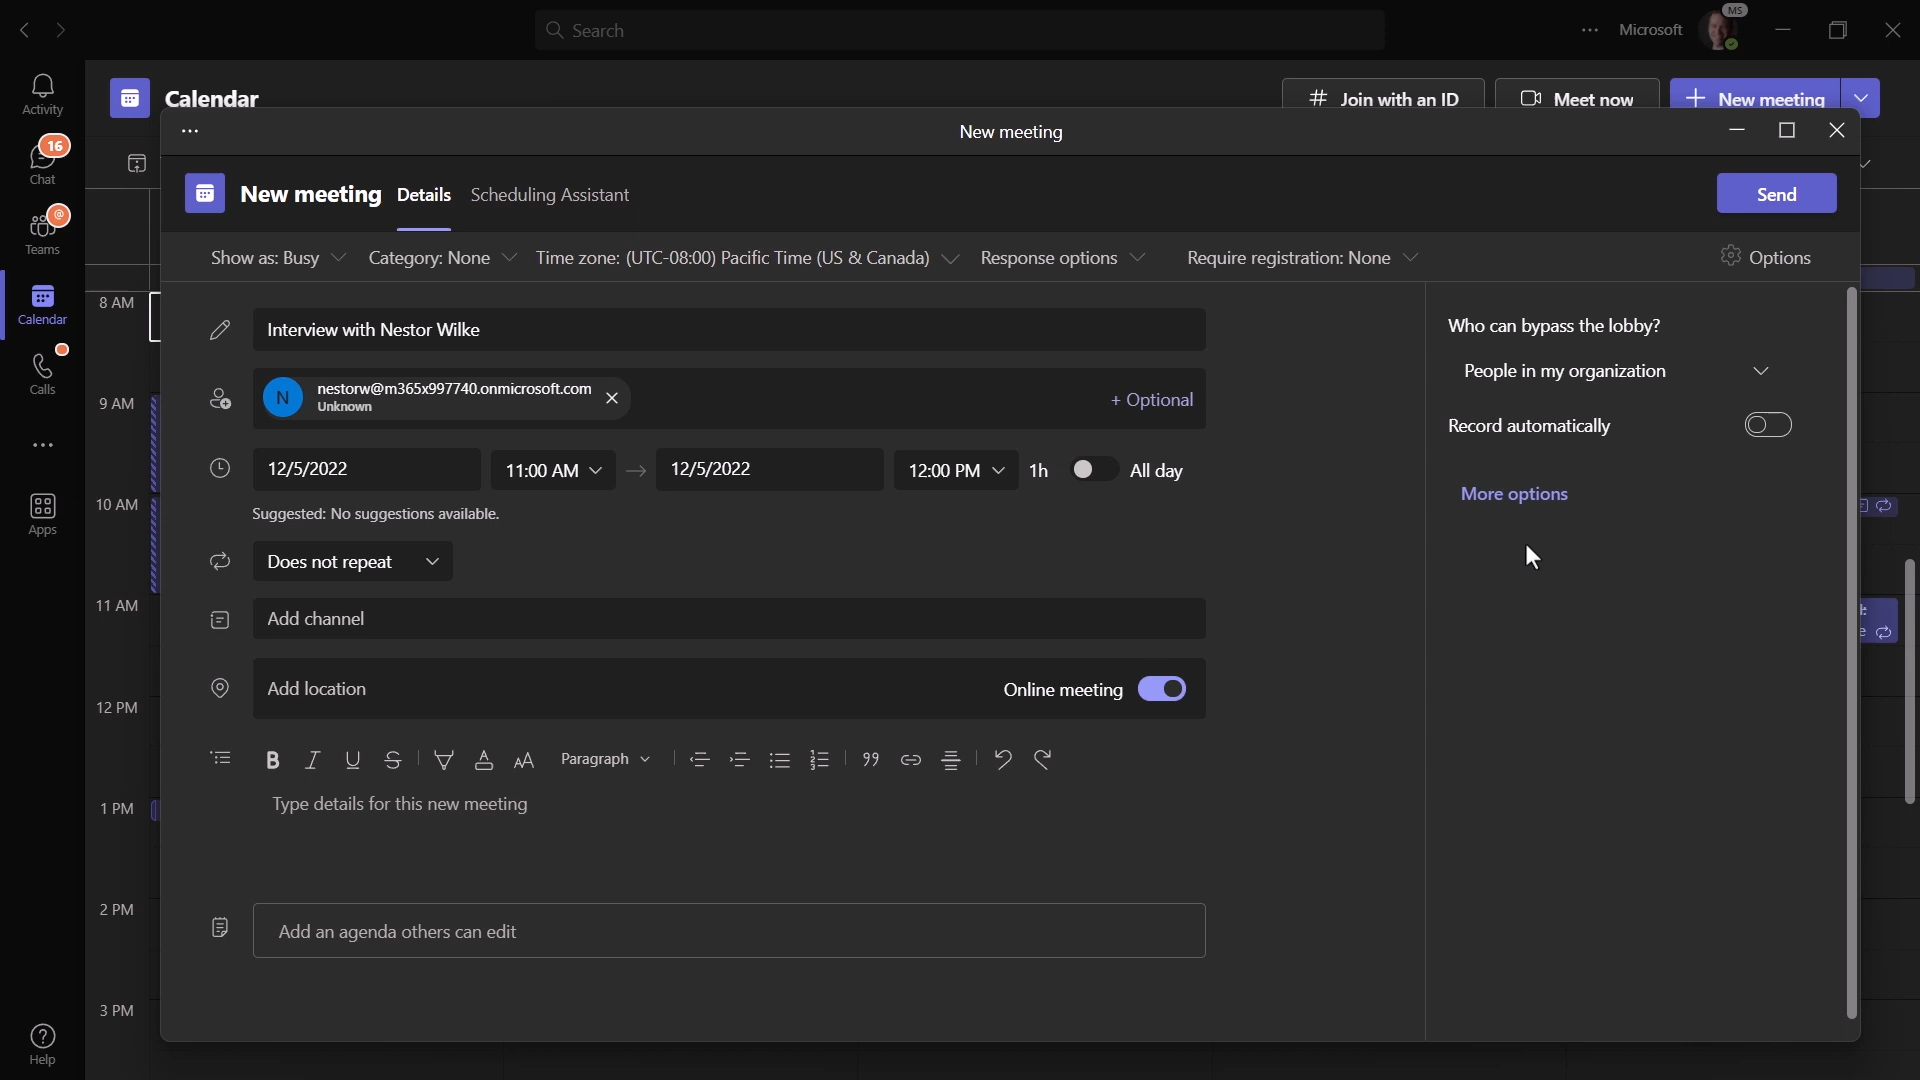 Search
Microsoft
MS
Activity
16
Chat
@
Teams
Calendar
Calls
Apps
Help
Calendar
Join with an ID
Meet now
New meeting
8 AM
9 AM
10 AM
11 AM
12 PM
1 PM
2 PM
3 PM
New meeting
New meeting
Details
Scheduling Assistant
Send
Show as: Busy
Category: None
Time zone: (UTC-08:00) Pacific Time (US & Canada)
Response options
Require registration: None
Options
Interview with Nestor Wilke
N
nestorw@m365x997740.onmicrosoft.com
Unknown
+ Optional
12/5/2022
11:00 AM
12/5/2022
12:00 PM
1h
All day
Suggested: No suggestions available.
Does not repeat
Add channel
Add location
Online meeting
Paragraph
Type details for this new meeting
Add an agenda others can edit
Who can bypass the lobby?
People in my organization
Record automatically
More options